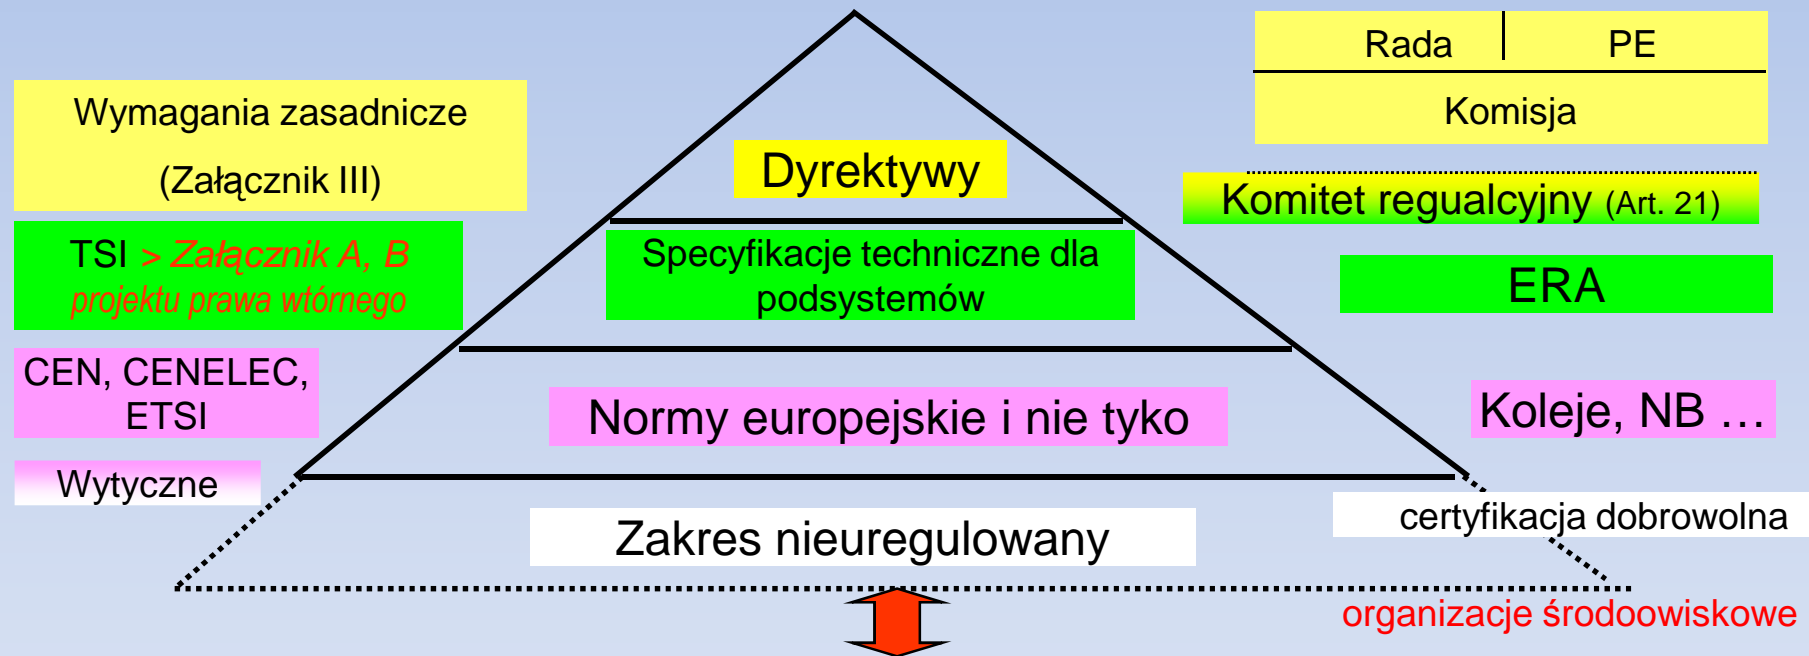 Rada PE
Komisja
Wymagania zasadnicze
(Załącznik III)
Dyrektywy
Komitet regualcyjny (Art. 21)
TSI > Załącznik A, B
projektu prawa wtórnego
Specyfikacje techniczne dla
podsystemów
ERA
CEN, CENELEC,
ETSI
Normy europejskie i nie tyko
Koleje, NB …
Wytyczne
Zakres nieuregulowany
certyfikacja dobrowolna
organizacje środoowiskowe